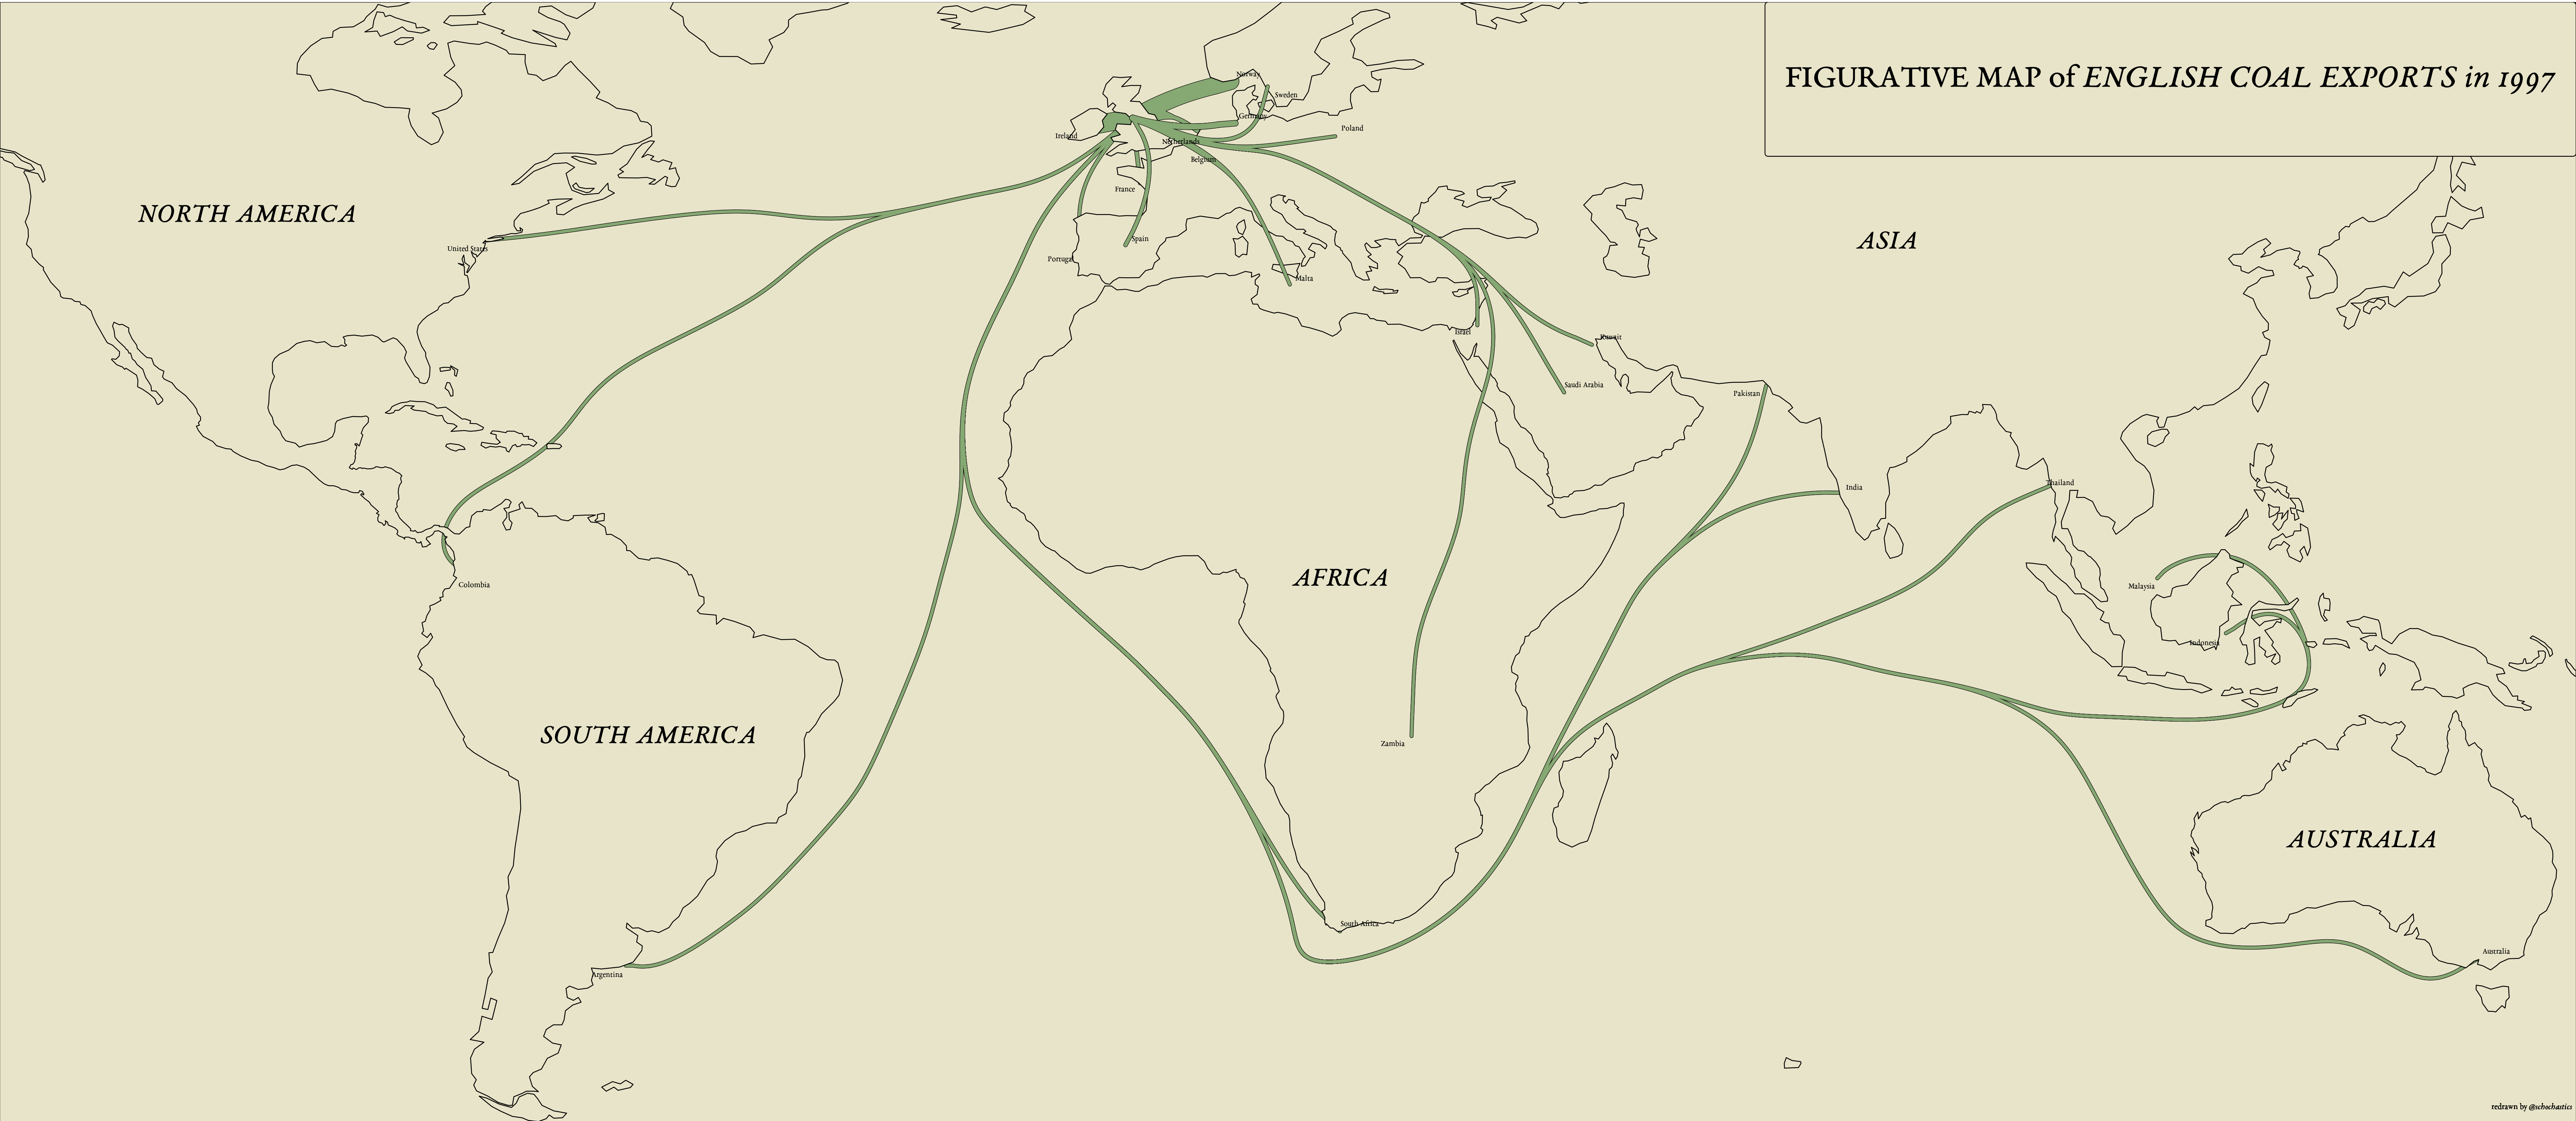 FIGURATIVE MAP of ENGLISH COAL EXPORTS in 1997
Norway
Sweden
Germany
Ireland
Poland
Netherlands
Belgium
France
NORTH AMERICA
ASIA
United States
Spain
Portugal
Malta
Israel
Kuwait
Saudi Arabia
Pakistan
India
Thailand
AFRICA
Colombia
Malaysia
Indonesia
SOUTH AMERICA
Zambia
AUSTRALIA
South Africa
Argentina
Australia
redrawn by @schochastics